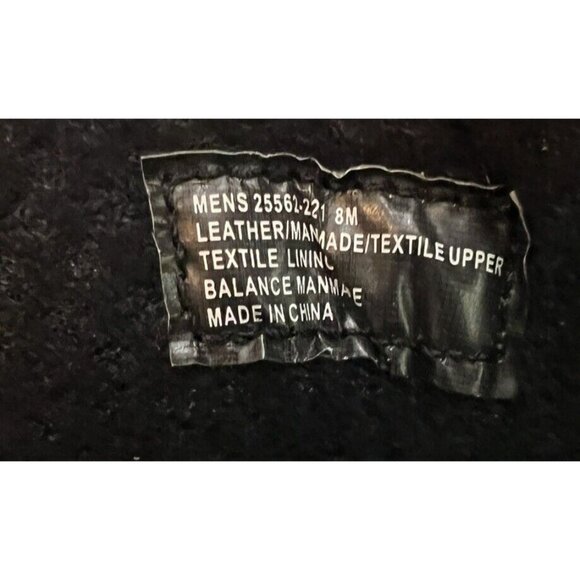 MENS 25562-221 8M
LEATHER/MANMADE/TEXTILE UPPER
TEXTILE LINING
BALANCE MANMAE
MADE IN CHINA